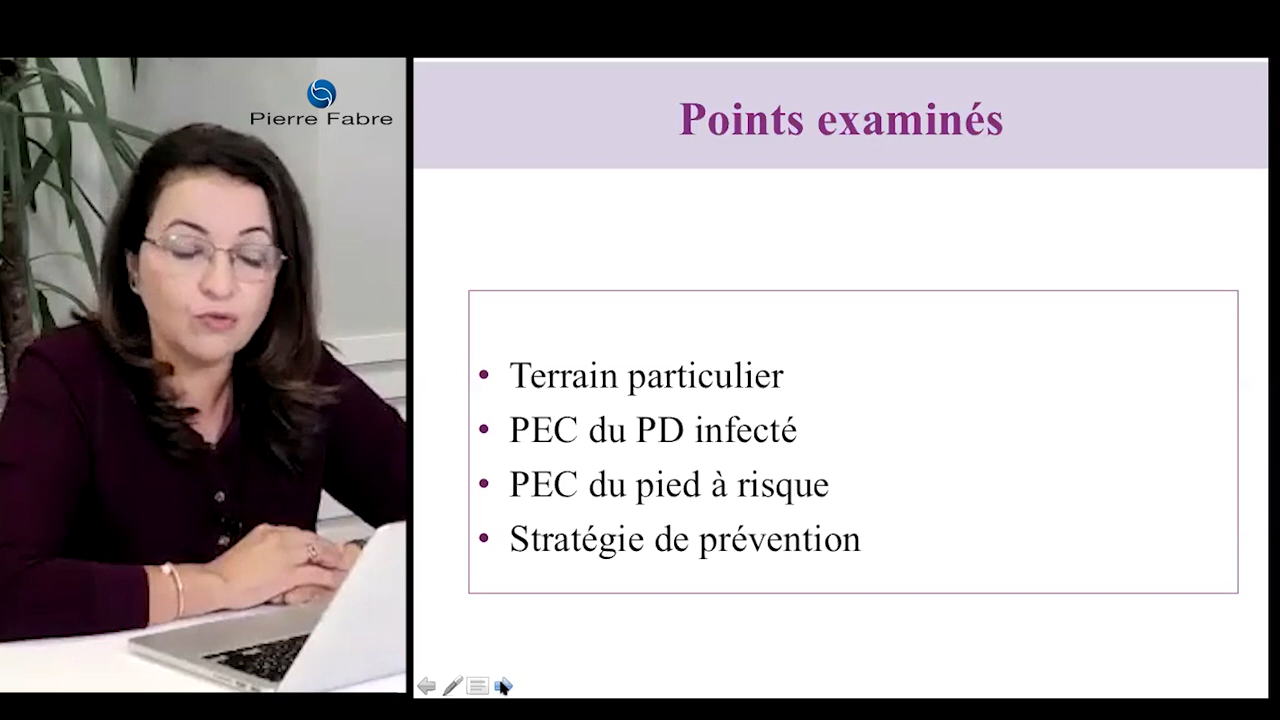 Pierre Fabre
Points examinés
• Terrain particulier
• PEC du PD infecté
• PEC du pied à risque
• Stratégie de prévention